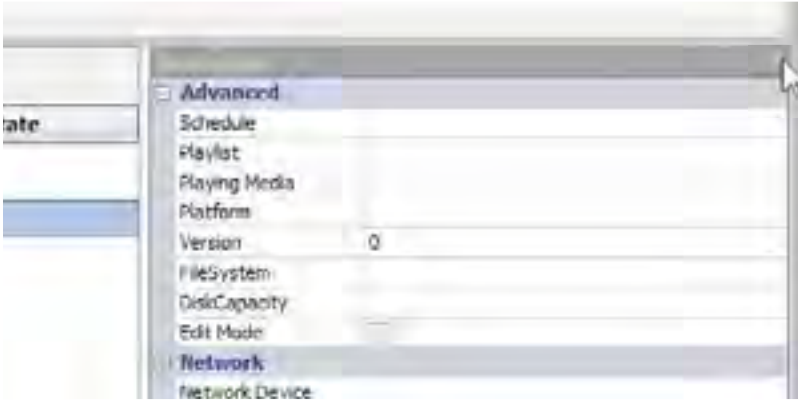 Advanced
tate
Schedule
Playlist
Playing Media
Platform
Version 0
FileSystem
DiskCapacity
Edit Mode
Network
Network Device